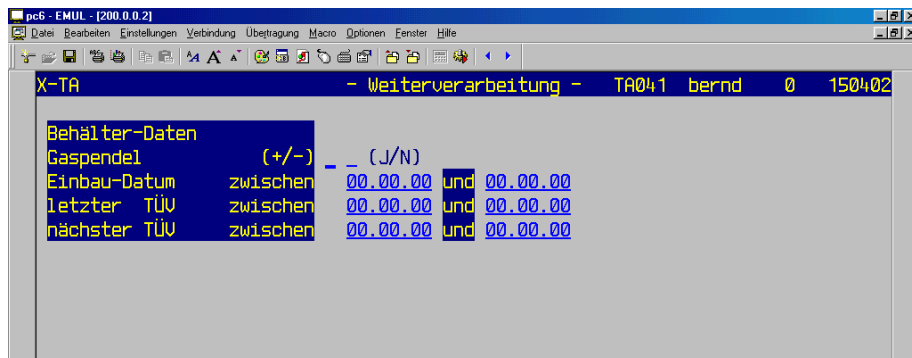 pc6 - EMUL - [200.0.0.2]
Datei Bearbeiten Einstellungen Verbindung Übertragung Macro Optionen Fenster Hilfe
X-TA - Weiterverarbeitung - TA041 bernd 0 150402
Behälter-Daten
Gaspendel (+/-) _ _ (J/N)
Einbau-Datum zwischen 00.00.00 und 00.00.00
letzter TÜV zwischen 00.00.00 und 00.00.00
nächster TÜV zwischen 00.00.00 und 00.00.00